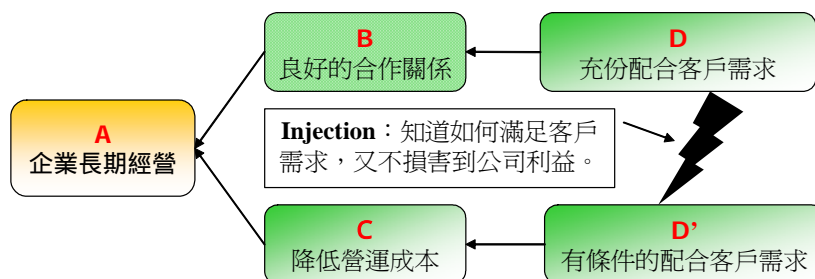 B
良好的合作關係
D
充份配合客戶需求
A
企業長期經營
Injection：知道如何滿足客戶
需求，又不損害到公司利益。
C
降低營運成本
D’
有條件的配合客戶需求